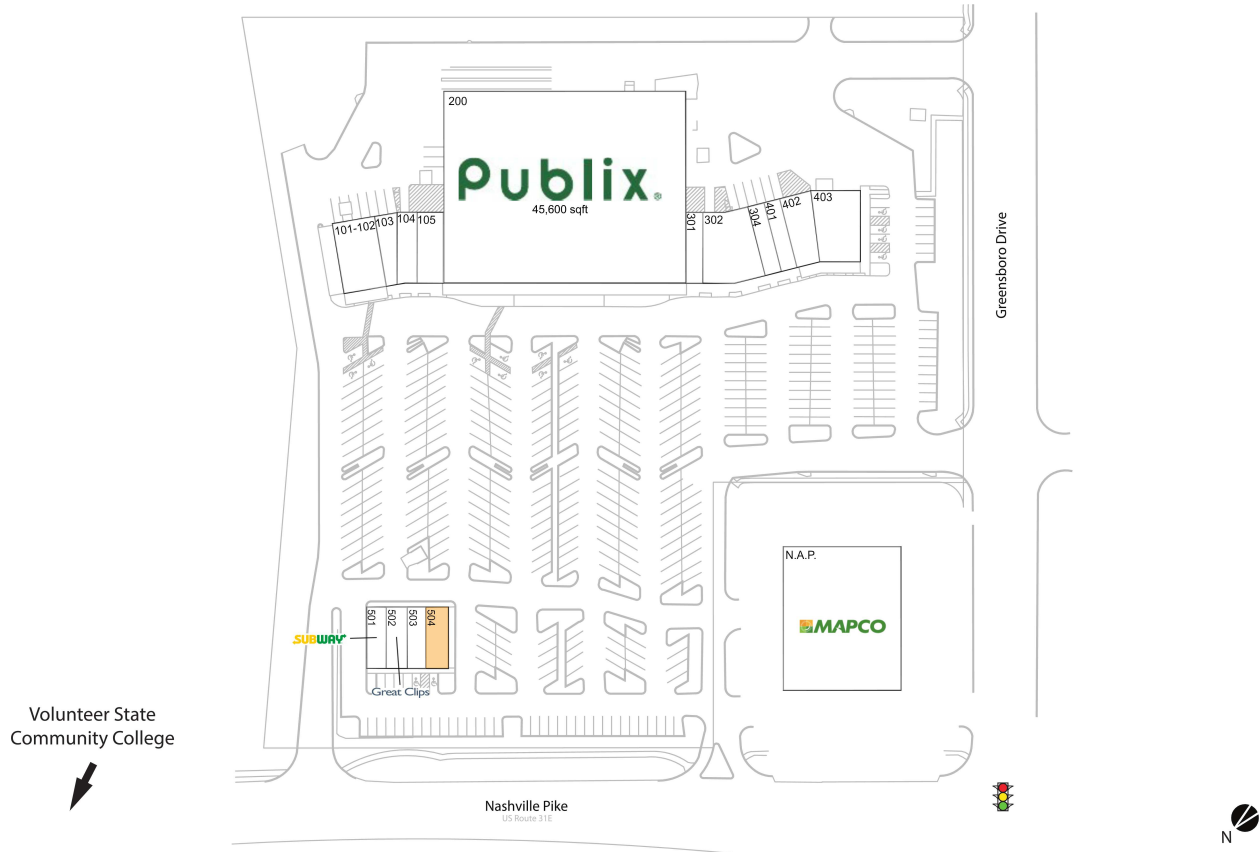 200
Publix®
45,600 sqft
101-102
103
104
105
301
302
304
401
402
403
Greensboro Drive
N.A.P.
MAPCO
501
502
503
504
SUBWAY
Great Clips
Volunteer State
Community College
Nashville Pike
US Route 31E
N